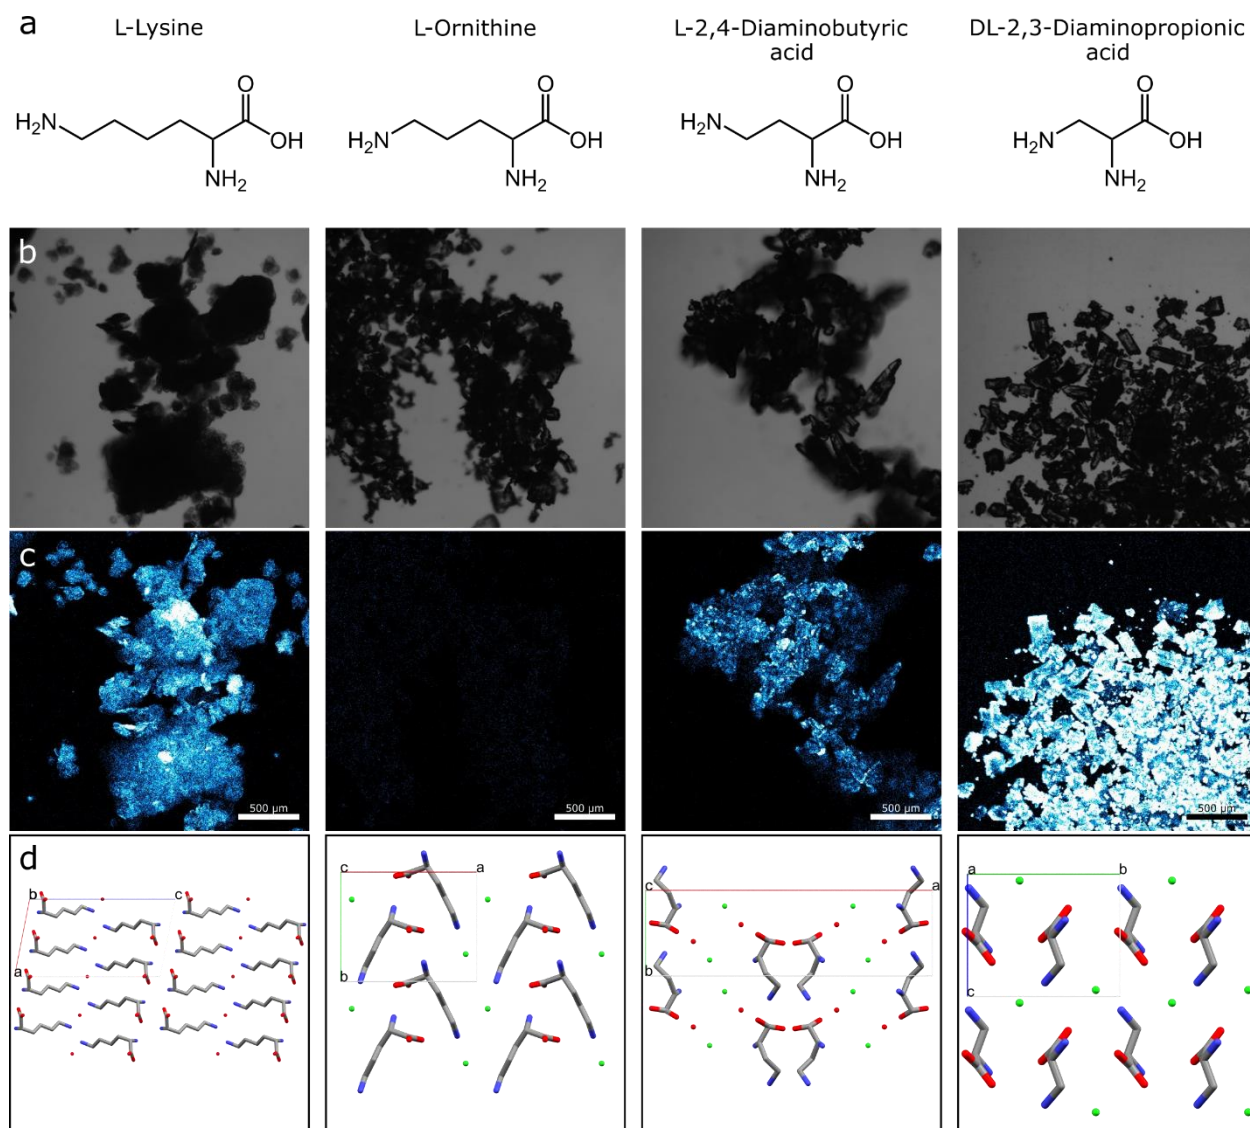 a
L-Lysine
L-Ornithine
L-2,4-Diaminobutyric
acid
DL-2,3-Diaminopropionic
acid
O
H₂N
OH
NH₂
O
H₂N
OH
NH₂
O
H₂N
OH
NH₂
O
H₂N
OH
NH₂
b
c
500 µm
500 µm
500 µm
500 µm
d
b
c
a
c
a
b
c
a
b
a
b
c